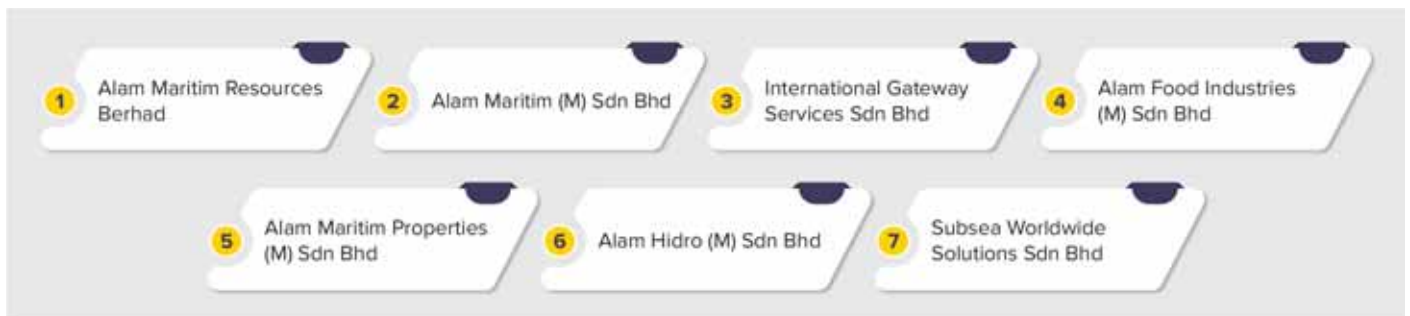 1
Alam Maritim Resources
Berhad
2
Alam Maritim (M) Sdn Bhd
3
International Gateway
Services Sdn Bhd
4
Alam Food Industries
(M) Sdn Bhd
5
Alam Maritim Properties
(M) Sdn Bhd
6
Alam Hidro (M) Sdn Bhd
7
Subsea Worldwide
Solutions Sdn Bhd